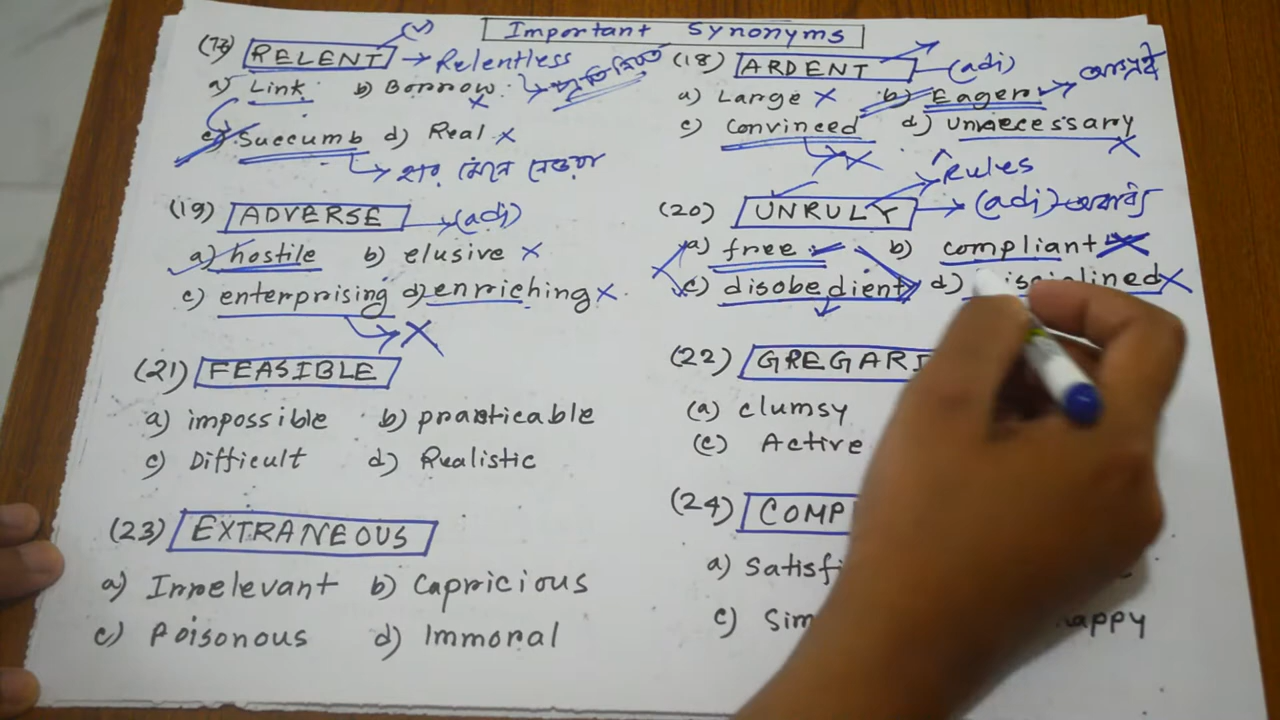 Important Synonyms
(17) RELENT (v) → Relentless
a) Link b) Borrow
c) Succumb d) Real
হার মেনে নেওয়া
(18) ARDENT (adj)
a) Large b) Eager
c) Convinced d) unnecessary
(19) ADVERSE (adj)
a) hostile b) elusive
c) enterprising d) enriching
Rules
(20) UNRULY (adj)
a) free b) compliant
c) disobedient d)
(21) FEASIBLE
a) impossible b) practicable
c) Difficult d) Realistic
(22) GREGARI
(a) clumsy
(c) Active
(23) EXTRANEOUS
a) Irrelevant b) Capricious
c) Poisonous d) Immoral
(24) COMP
a) Satisfi
c) Sim appy